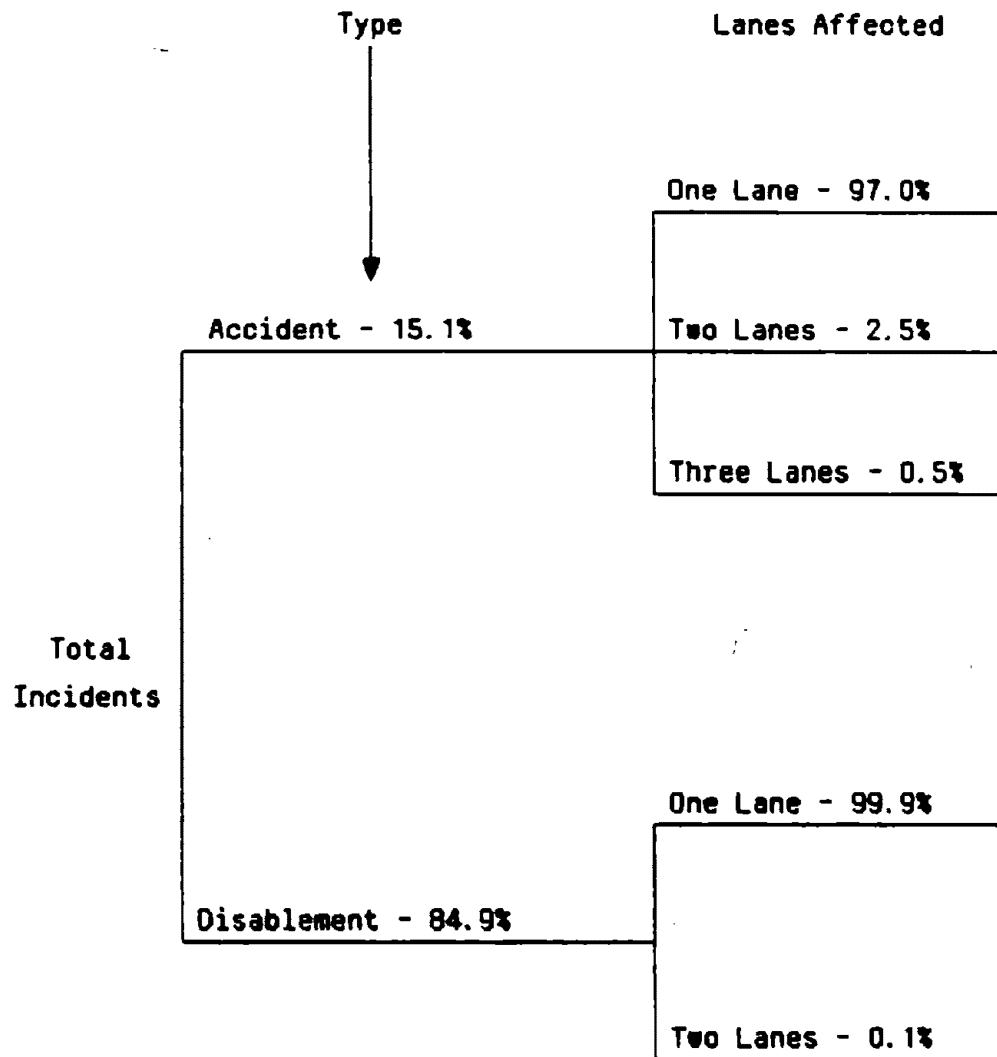 Type
Lanes Affected
One Lane - 97.0%
Accident - 15.1%
Two Lanes - 2.5%
Three Lanes - 0.5%
Total
Incidents
One Lane - 99.9%
Disablement - 84.9%
Two Lanes - 0.1%